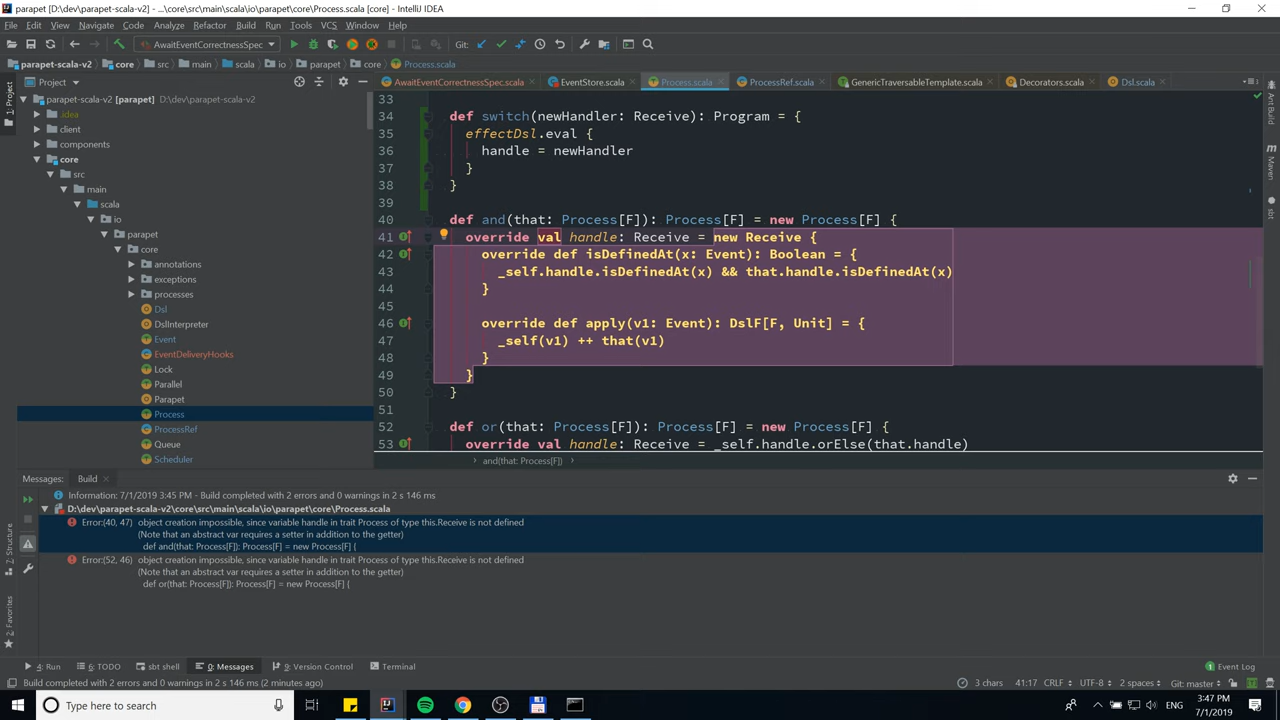 parapet [D:\dev\parapet-scala-v2] - ...\core\src\main\scala\io\parapet\core\Process.scala [core] - IntelliJ IDEA
File Edit View Navigate Code Analyze Refactor Build Run Tools VCS Window Help
AwaitEventCorrectnessSpec Git:
parapet-scala-v2 core src main scala io parapet core Process.scala
1: Project Project AwaitEventCorrectnessSpec.scala EventStore.scala Process.scala ProcessRef.scala GenericTraversableTemplate.scala Decorators.scala Dsl.scala Ant Build
parapet-scala-v2 [parapet] D:\dev\parapet-scala-v2
.idea
client
components
core
src
main
scala
io
parapet
core
annotations
exceptions
processes
Dsl
DslInterpreter
Event
EventDeliveryHooks
Lock
Parallel
Parapet
Process
ProcessRef
Queue
Scheduler
33
34 def switch(newHandler: Receive): Program = {
35 effectDsl.eval {
36 handle = newHandler
37 }
38 }
39
40 def and(that: Process[F]): Process[F] = new Process[F] {
41 override val handle: Receive = new Receive {
42 override def isDefinedAt(x: Event): Boolean = {
43 _self.handle.isDefinedAt(x) && that.handle.isDefinedAt(x)
44 }
45
46 override def apply(v1: Event): DslF[F, Unit] = {
47 _self(v1) ++ that(v1)
48 }
49 }
50 }
51
52 def or(that: Process[F]): Process[F] = new Process[F] {
53 override val handle: Receive = _self.handle.orElse(that.handle)
and(that: Process[F])
Maven
sbt
Messages: Build
Information: 7/1/2019 3:45 PM - Build completed with 2 errors and 0 warnings in 2 s 146 ms
D:\dev\parapet-scala-v2\core\src\main\scala\io\parapet\core\Process.scala
Error:(40, 47) object creation impossible, since variable handle in trait Process of type this.Receive is not defined
(Note that an abstract var requires a setter in addition to the getter)
def and(that: Process[F]): Process[F] = new Process[F] {
Error:(52, 46) object creation impossible, since variable handle in trait Process of type this.Receive is not defined
(Note that an abstract var requires a setter in addition to the getter)
def or(that: Process[F]): Process[F] = new Process[F] {
7: Structure
2: Favorites
4: Run 6: TODO sbt shell 0: Messages 9: Version Control Terminal Event Log
Build completed with 2 errors and 0 warnings in 2 s 146 ms (2 minutes ago) 3 chars 41:17 CRLF UTF-8 2 spaces Git: master
Type here to search ENG 3:47 PM
7/1/2019